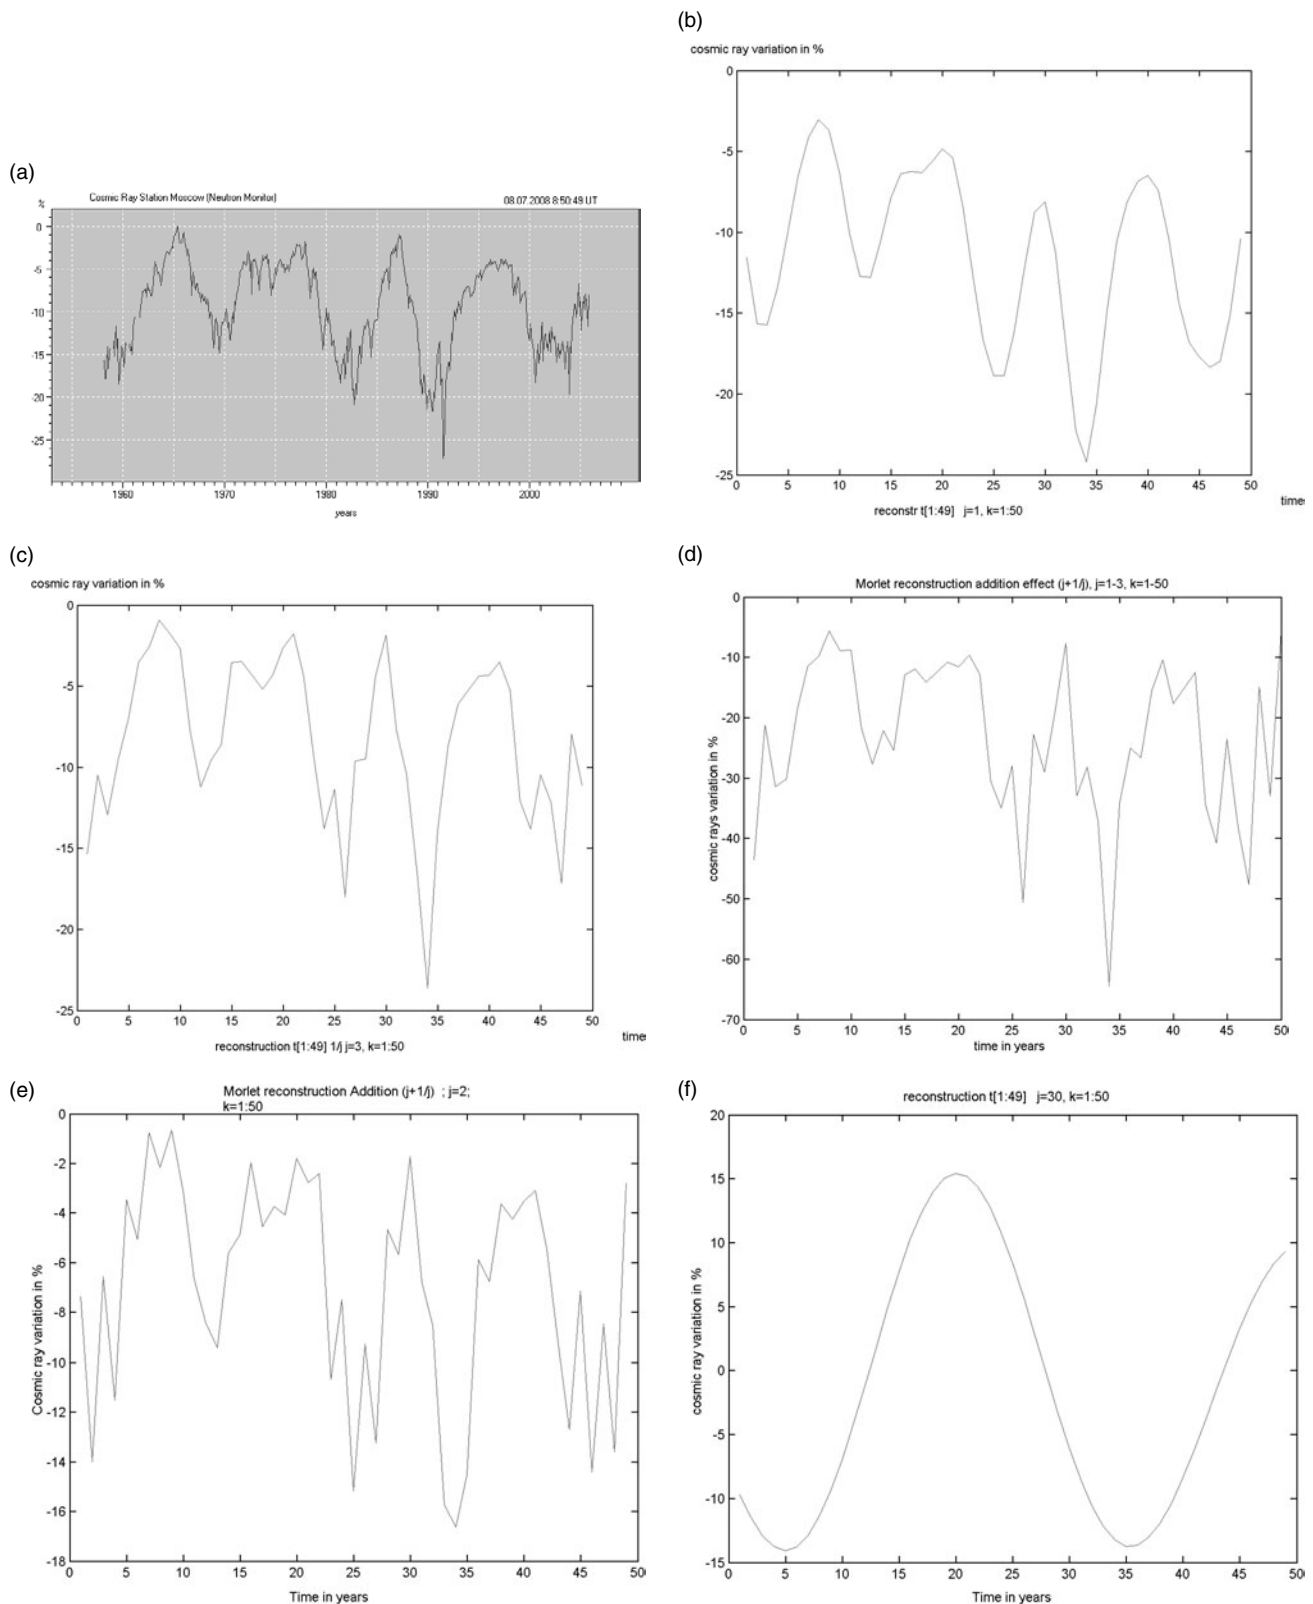 (a)
Cosmic Ray Station Moscow (Neutron Monitor)
08.07.2008 8:50:49 UT
%
0
-5
-10
-15
-20
-25
1960 1970 1980 1990 2000
years
(b)
cosmic ray variation in %
0
-5
-10
-15
-20
-25
0 5 10 15 20 25 30 35 40 45 50
times
reconstr t[1:49] j=1, k=1:50
(c)
cosmic ray variation in %
0
-5
-10
-15
-20
-25
0 5 10 15 20 25 30 35 40 45 50
time
reconstruction t[1:49] 1/j j=3, k=1:50
(d)
Morlet reconstruction addition effect (j+1/j), j=1-3, k=1-50
cosmic rays variation in %
0
-10
-20
-30
-40
-50
-60
-70
0 5 10 15 20 25 30 35 40 45 50
time in years
(e)
Morlet reconstruction Addition (j+1/j) ; j=2;
k=1:50
Cosmic ray variation in %
0
-2
-4
-6
-8
-10
-12
-14
-16
-18
0 5 10 15 20 25 30 35 40 45 50
Time in years
(f)
reconstruction t[1:49] j=30, k=1:50
cosmic ray variation in %
20
15
10
5
0
-5
-10
-15
0 5 10 15 20 25 30 35 40 45 50
Time in years